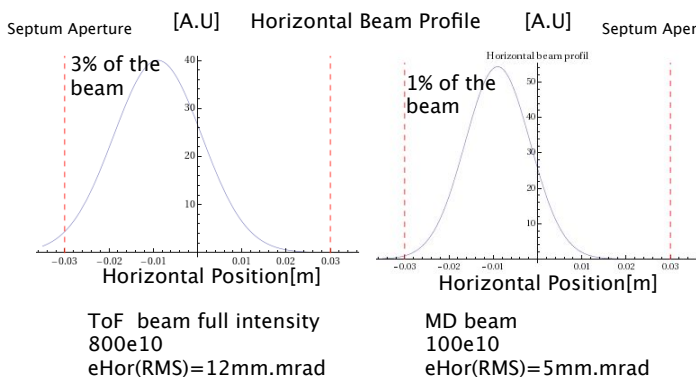 Septum Aperture [A.U] Horizontal Beam Profile [A.U] Septum Aper
Horizontal beam profil
3% of the
beam
40
30
20
10
-0.03 -0.02 -0.01 0.01 0.02 0.03
Horizontal Position[m]
1% of the
beam
50
40
30
20
10
-0.03 -0.02 -0.01 0.01 0.02 0.03
Horizontal Position[m]
ToF beam full intensity
800e10
eHor(RMS)=12mm.mrad
MD beam
100e10
eHor(RMS)=5mm.mrad